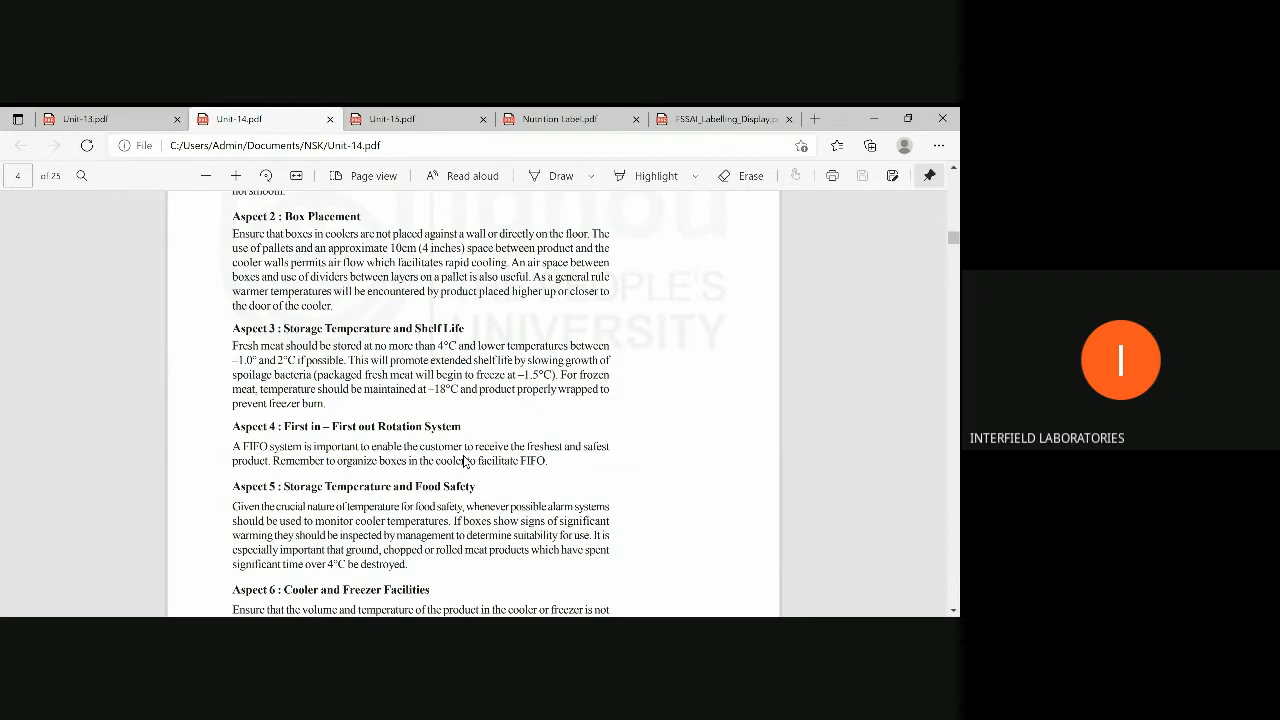 Unit-13.pdf
Unit-14.pdf
Unit-15.pdf
Nutrition Label.pdf
FSSAI_Labelling_Display.p
File
C:/Users/Admin/Documents/NSK/Unit-14.pdf
4 of 25
Page view
Read aloud
Draw
Highlight
Erase
not smooth.
ignou
PEOPLE'S
UNIVERSITY
Aspect 2 : Box Placement
Ensure that boxes in coolers are not placed against a wall or directly on the floor. The
use of pallets and an approximate 10cm (4 inches) space between product and the
cooler walls permits air flow which facilitates rapid cooling. An air space between
boxes and use of dividers between layers on a pallet is also useful. As a general rule
warmer temperatures will be encountered by product placed higher up or closer to
the door of the cooler.
Aspect 3 : Storage Temperature and Shelf Life
Fresh meat should be stored at no more than 4°C and lower temperatures between
–1.0° and 2°C if possible. This will promote extended shelf life by slowing growth of
spoilage bacteria (packaged fresh meat will begin to freeze at –1.5°C). For frozen
meat, temperature should be maintained at –18°C and product properly wrapped to
prevent freezer burn.
Aspect 4 : First in – First out Rotation System
A FIFO system is important to enable the customer to receive the freshest and safest
product. Remember to organize boxes in the cooler to facilitate FIFO.
Aspect 5 : Storage Temperature and Food Safety
Given the crucial nature of temperature for food safety, whenever possible alarm systems
should be used to monitor cooler temperatures. If boxes show signs of significant
warming they should be inspected by management to determine suitability for use. It is
especially important that ground, chopped or rolled meat products which have spent
significant time over 4°C be destroyed.
Aspect 6 : Cooler and Freezer Facilities
Ensure that the volume and temperature of the product in the cooler or freezer is not
I
INTERFIELD LABORATORIES